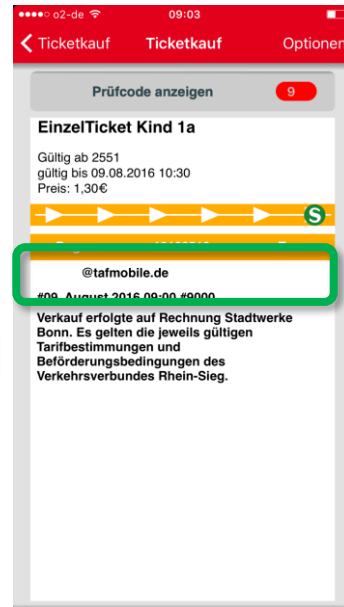 o2-de 09:03
Ticketkauf Ticketkauf Optionen
Prüfcode anzeigen 9
EinzelTicket Kind 1a
Gültig ab 2551
gültig bis 09.08.2016 10:30
Preis: 1,30€
S
@tafmobile.de
#09. August 2016 09:00 #9000
Verkauf erfolgte auf Rechnung Stadtwerke
Bonn. Es gelten die jeweils gültigen
Tarifbestimmungen und
Beförderungsbedingungen des
Verkehrsverbundes Rhein-Sieg.